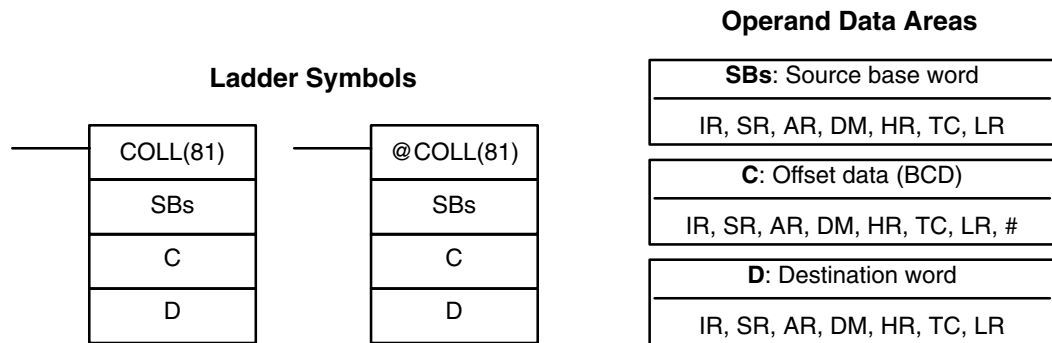 Ladder Symbols
COLL(81)
SBs
C
D
@COLL(81)
SBs
C
D
Operand Data Areas
SBs: Source base word
IR, SR, AR, DM, HR, TC, LR
C: Offset data (BCD)
IR, SR, AR, DM, HR, TC, LR, #
D: Destination word
IR, SR, AR, DM, HR, TC, LR